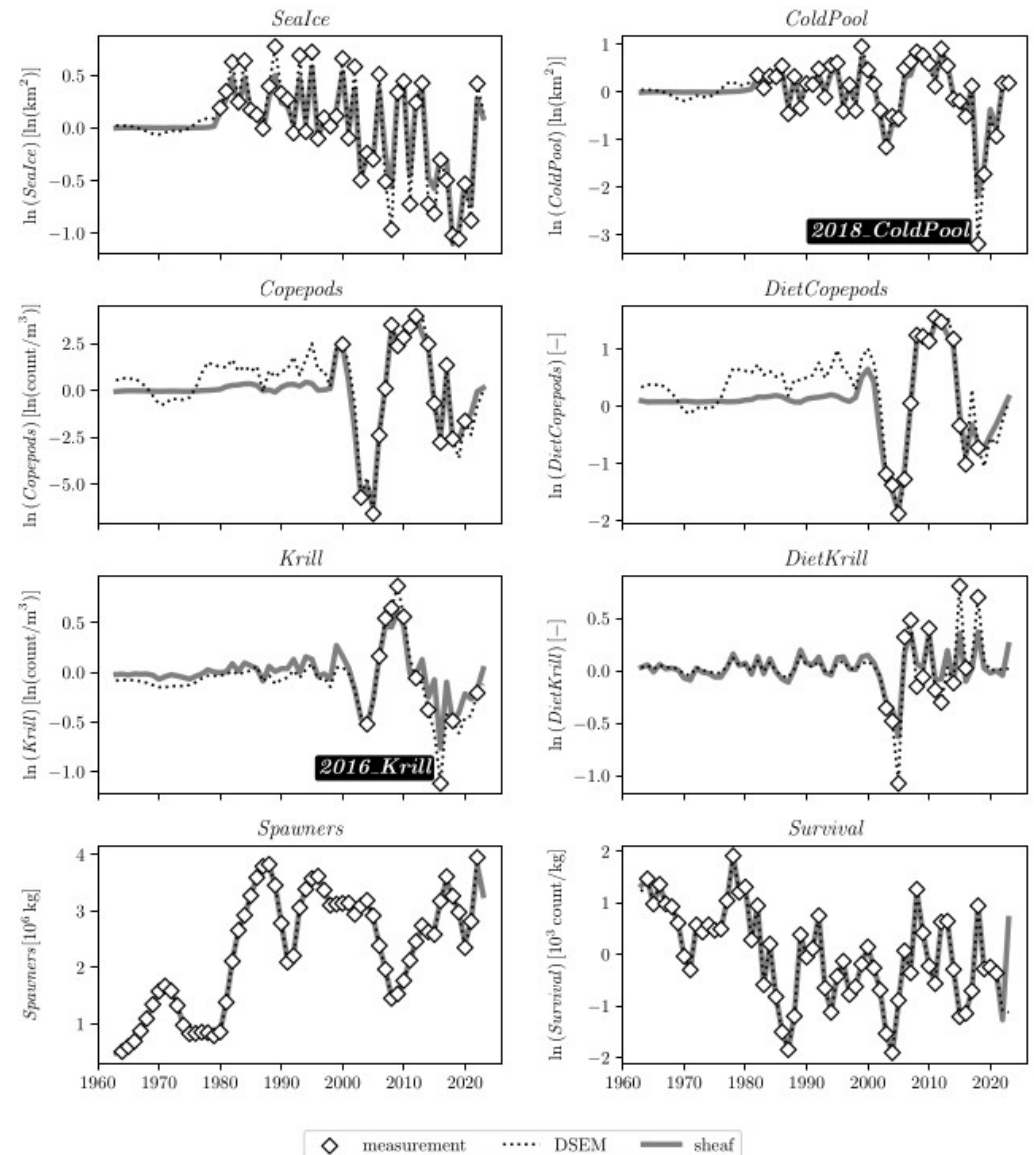 SeaIce
ln (SeaIce) [ln(km²)]
0.5
0.0
−0.5
−1.0
ColdPool
ln (ColdPool) [ln(km²)]
1
0
−1
−2
−3
2018_ColdPool
Copepods
ln (Copepods) [ln(count/m³)]
2.5
0.0
−2.5
−5.0
DietCopepods
ln (DietCopepods) [−]
1
0
−1
−2
Krill
ln (Krill) [ln(count/m³)]
0.5
0.0
−0.5
−1.0
2016_Krill
DietKrill
ln (DietKrill) [−]
0.5
0.0
−0.5
−1.0
Spawners
Spawners [10⁶ kg]
4
3
2
1
1960 1970 1980 1990 2000 2010 2020
Survival
ln (Survival) [10³ count/kg]
2
1
0
−1
−2
1960 1970 1980 1990 2000 2010 2020
measurement DSEM sheaf